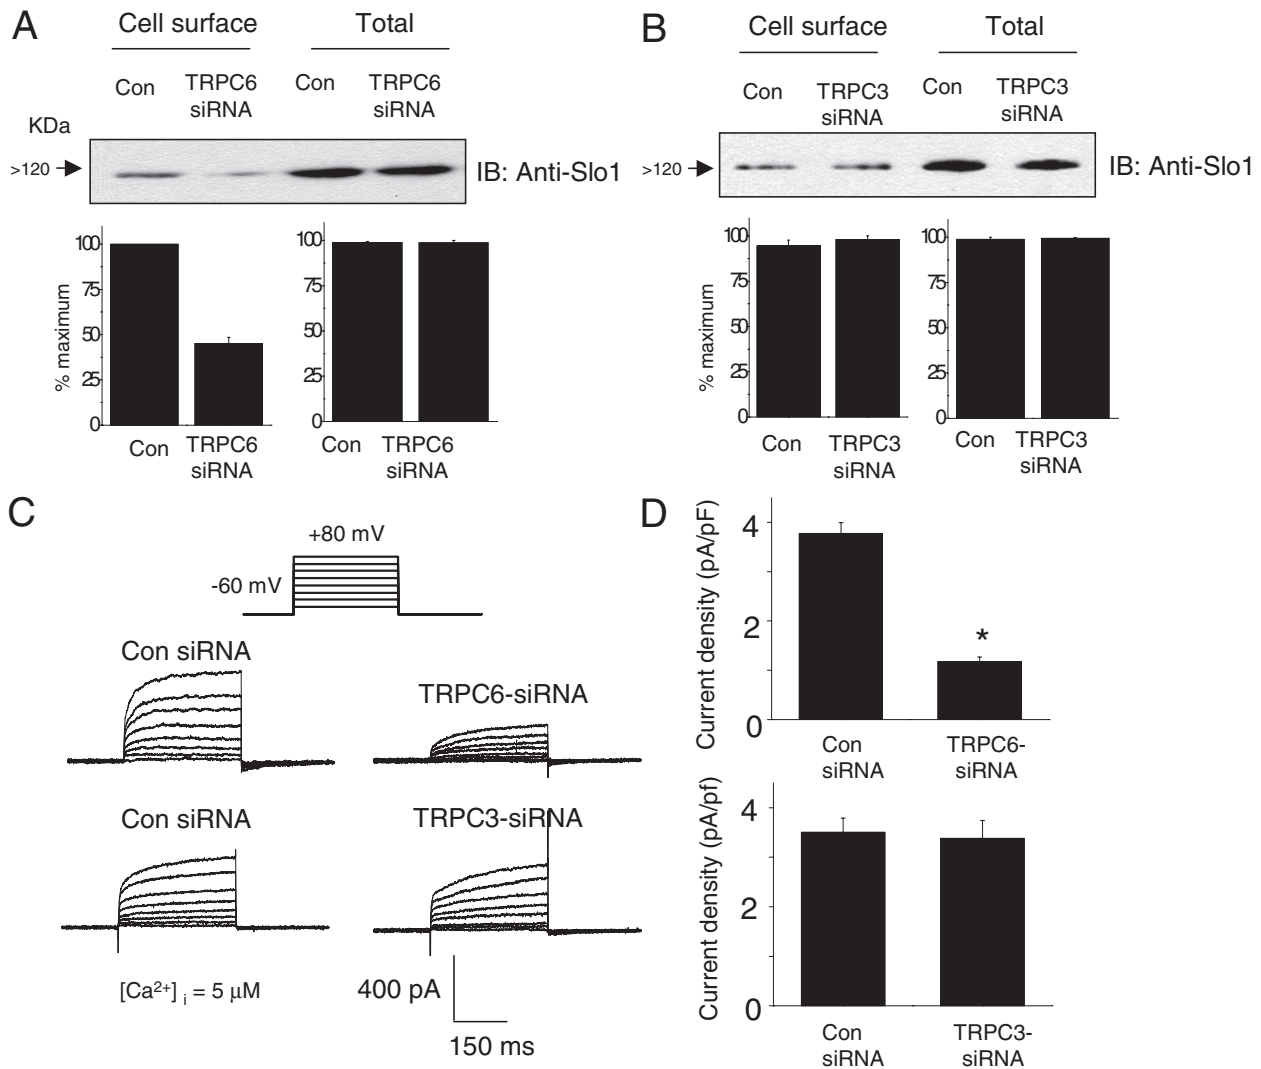 A
Cell surface
Total
Con
TRPC6
siRNA
Con
TRPC6
siRNA
KDa
>120
IB: Anti-Slo1
% maximum
100
75
50
25
0
Con
TRPC6
siRNA
100
75
50
25
0
Con
TRPC6
siRNA
B
Cell surface
Total
Con
TRPC3
siRNA
Con
TRPC3
siRNA
>120
IB: Anti-Slo1
% maximum
100
75
50
25
0
Con
TRPC3
siRNA
100
75
50
25
0
Con
TRPC3
siRNA
C
+80 mV
-60 mV
Con siRNA
TRPC6-siRNA
Con siRNA
TRPC3-siRNA
[Ca2+] i = 5 μM
400 pA
150 ms
D
Current density (pA/pF)
4
2
0
*
Con
siRNA
TRPC6-
siRNA
Current density (pA/pf)
4
2
0
Con
siRNA
TRPC3-
siRNA